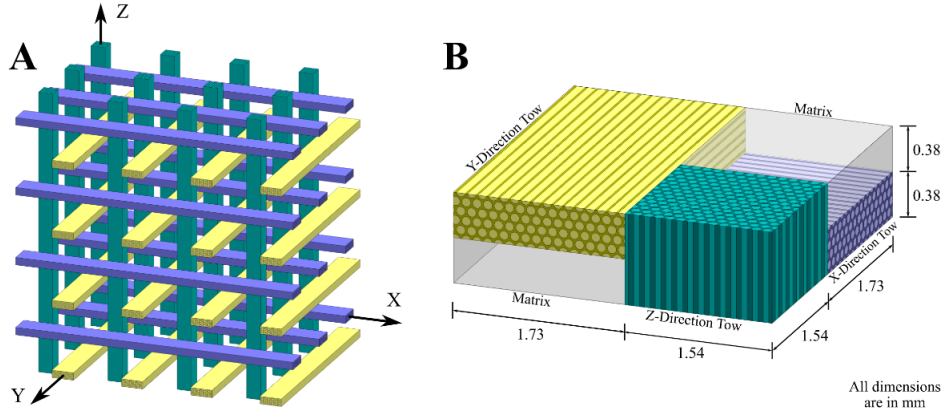 A
Z
X
Y
B
Y-Direction Tow
Matrix
0.38
0.38
X-Direction Tow
1.73
1.54
Matrix
Z-Direction Tow
1.73
1.54
All dimensions
are in mm